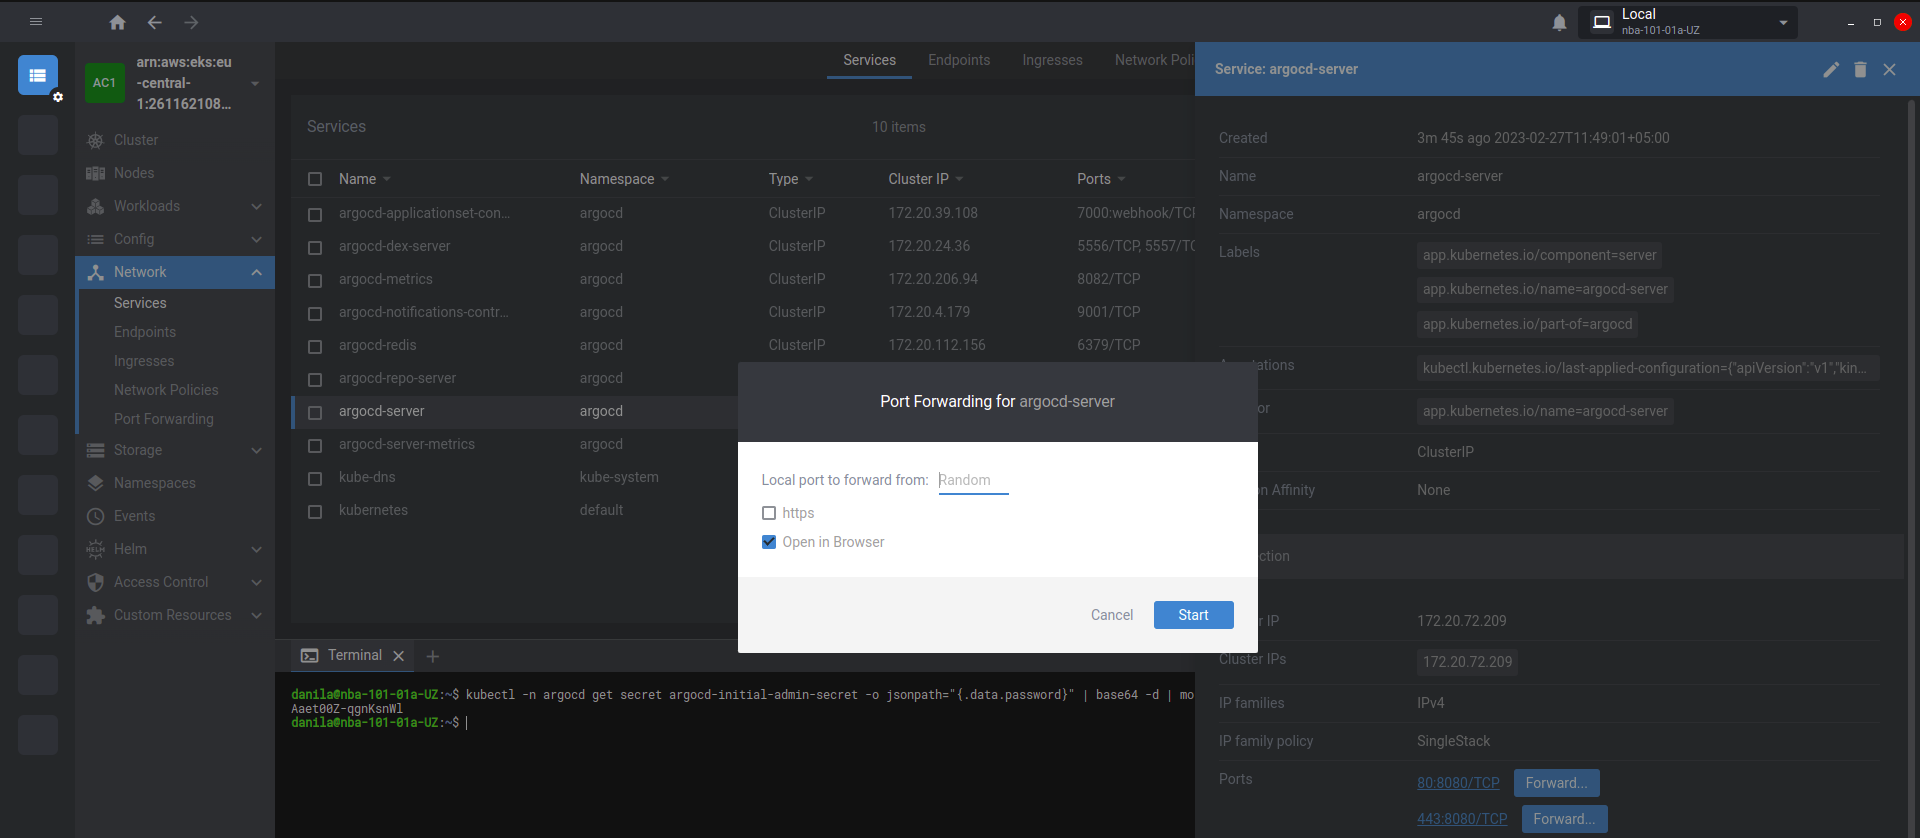 Local
nba-101-01a-UZ
AC1
arn:aws:eks:eu
-central-
1:261162108...
Cluster
Nodes
Workloads
Config
Network
Services
Endpoints
Ingresses
Network Policies
Port Forwarding
Storage
Namespaces
Events
HELM
Helm
Access Control
Custom Resources
Services Endpoints Ingresses Network Poli
Services 10 items
Name Namespace Type Cluster IP Ports
argocd-applicationset-con... argocd ClusterIP 172.20.39.108 7000:webhook/TCP
argocd-dex-server argocd ClusterIP 172.20.24.36 5556/TCP, 5557/TC
argocd-metrics argocd ClusterIP 172.20.206.94 8082/TCP
argocd-notifications-contr... argocd ClusterIP 172.20.4.179 9001/TCP
argocd-redis argocd ClusterIP 172.20.112.156 6379/TCP
argocd-repo-server argocd
argocd-server argocd
argocd-server-metrics argocd
kube-dns kube-system
kubernetes default
Port Forwarding for argocd-server
Local port to forward from: Random
https
Open in Browser
Cancel Start
Terminal
danila@nba-101-01a-UZ:~$ kubectl -n argocd get secret argocd-initial-admin-secret -o jsonpath="{.data.password}" | base64 -d | mo
Aaet00Z-qgnKsnWl
danila@nba-101-01a-UZ:~$
Service: argocd-server
Created 3m 45s ago 2023-02-27T11:49:01+05:00
Name argocd-server
Namespace argocd
Labels app.kubernetes.io/component=server
app.kubernetes.io/name=argocd-server
app.kubernetes.io/part-of=argocd
ations kubectl.kubernetes.io/last-applied-configuration={"apiVersion":"v1","kin...
or app.kubernetes.io/name=argocd-server
ClusterIP
n Affinity None
ction
r IP 172.20.72.209
Cluster IPs 172.20.72.209
IP families IPv4
IP family policy SingleStack
Ports 80:8080/TCP Forward...
443:8080/TCP Forward...